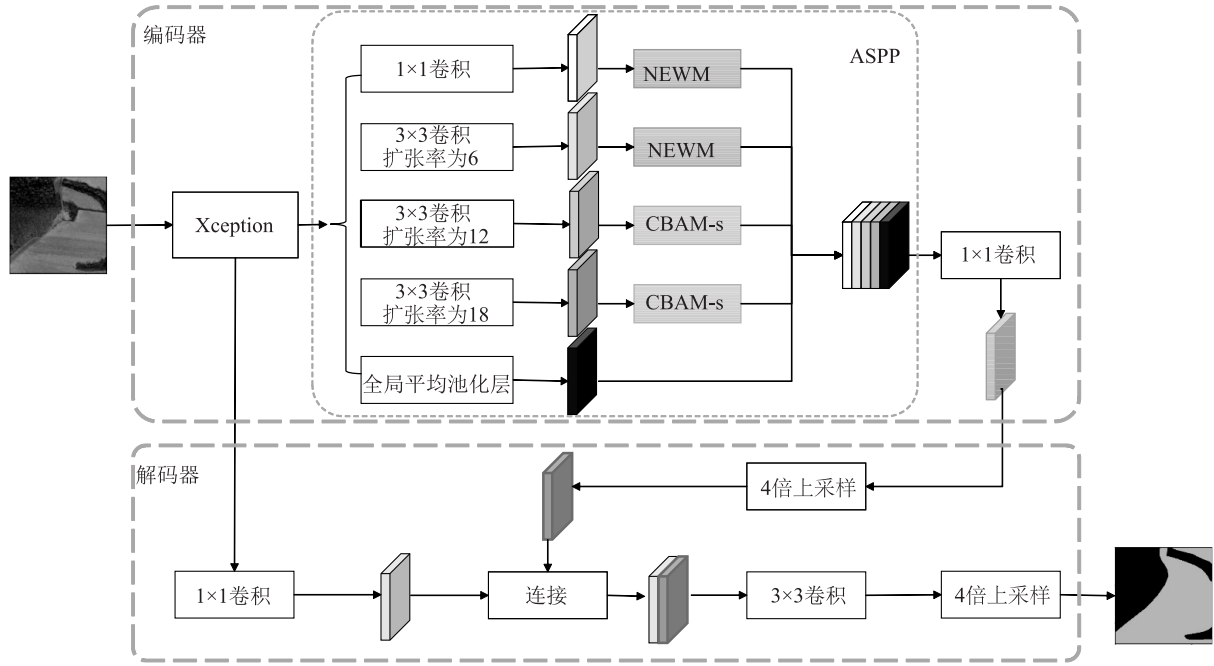 编码器
ASPP
1×1卷积
NEWM
3×3卷积
扩张率为6
NEWM
Xception
3×3卷积
扩张率为12
CBAM-s
1×1卷积
3×3卷积
扩张率为18
CBAM-s
全局平均池化层
解码器
4倍上采样
1×1卷积
连接
3×3卷积
4倍上采样